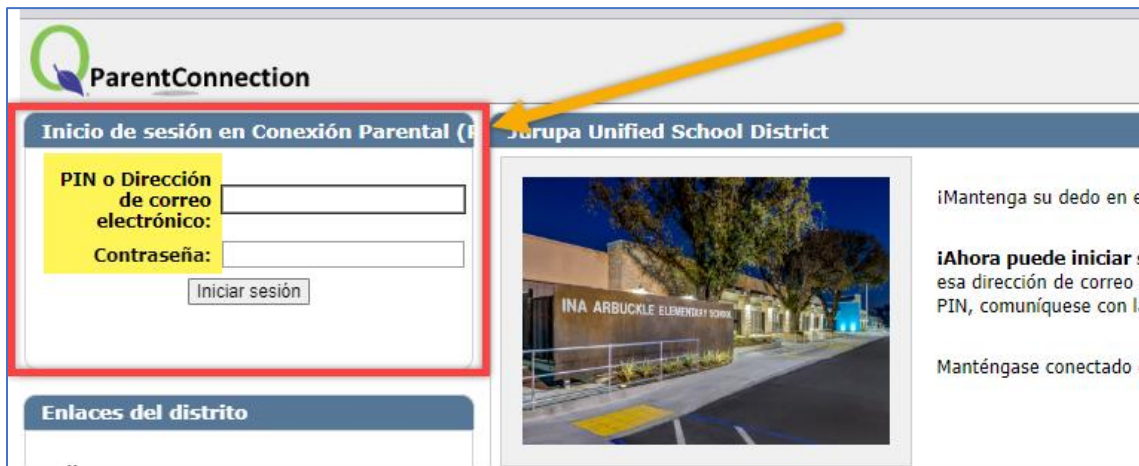 ParentConnection
Inicio de sesión en Conexión Parental (
PIN o Dirección
de correo
electrónico:
Contraseña:
Iniciar sesión
Enlaces del distrito
Jurupa Unified School District
INA ARBUCKLE ELEMENTARY SCHOOL
¡Mantenga su dedo en
¡Ahora puede iniciar
esa dirección de correo
PIN, comuníquese con
Manténgase conectado